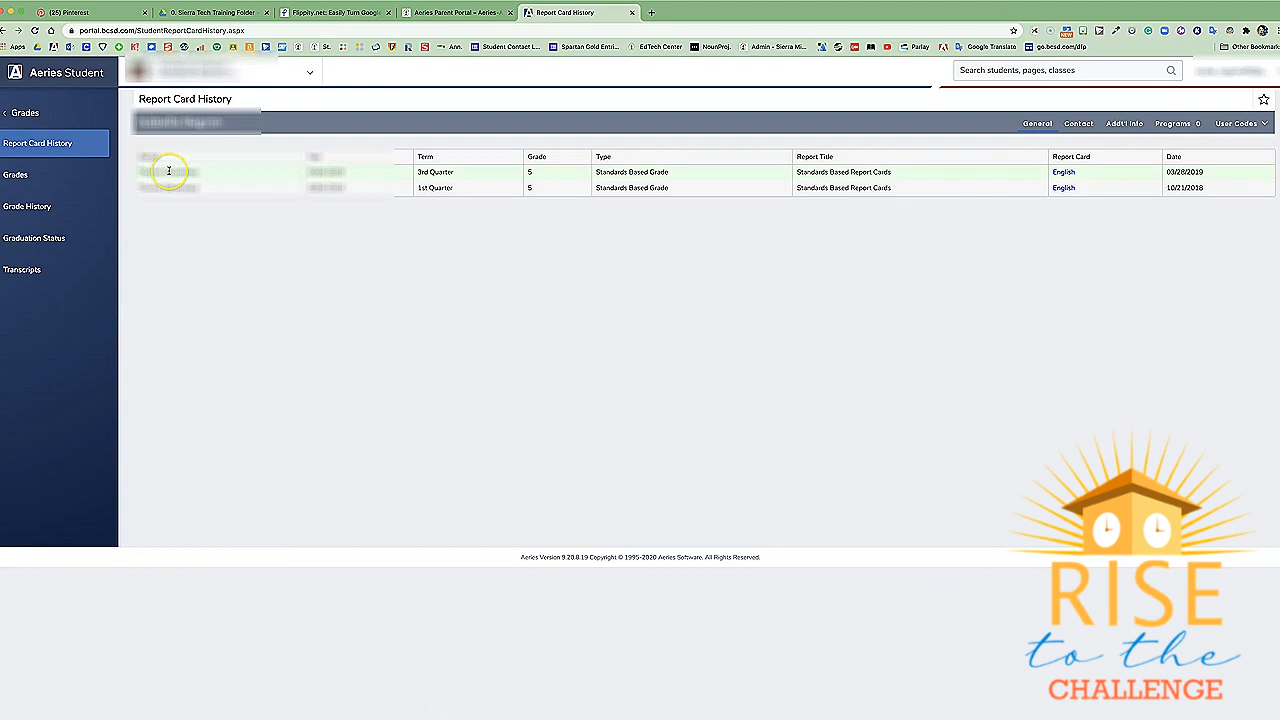 (25) Pinterest
0. Sierra Tech Training Folder -
Flippity.net: Easily Turn Google
Aeries Parent Portal – Aeries-
Report Card History
portal.bcsd.com/StudentReportCardHistory.aspx
Apps
St.
Ann.
Student Contact L...
Spartan Gold Entri...
EdTech Center
NounProj.
Admin - Sierra Mi...
Parlay
Google Translate
go.bcsd.com/dfp
Other Bookmar
Aeries Student
Search students, pages, classes
Grades
Report Card History
Grades
Grade History
Graduation Status
Transcripts
Report Card History
General Contact Addt'l Info Programs 0 User Codes
Term Grade Type Report Title Report Card Date
3rd Quarter 5 Standards Based Grade Standards Based Report Cards English 03/28/2019
1st Quarter 5 Standards Based Grade Standards Based Report Cards English 10/21/2018
Aeries Version 9.20.8.19 Copyright © 1995-2020 Aeries Software. All Rights Reserved.
RISE
to the
CHALLENGE